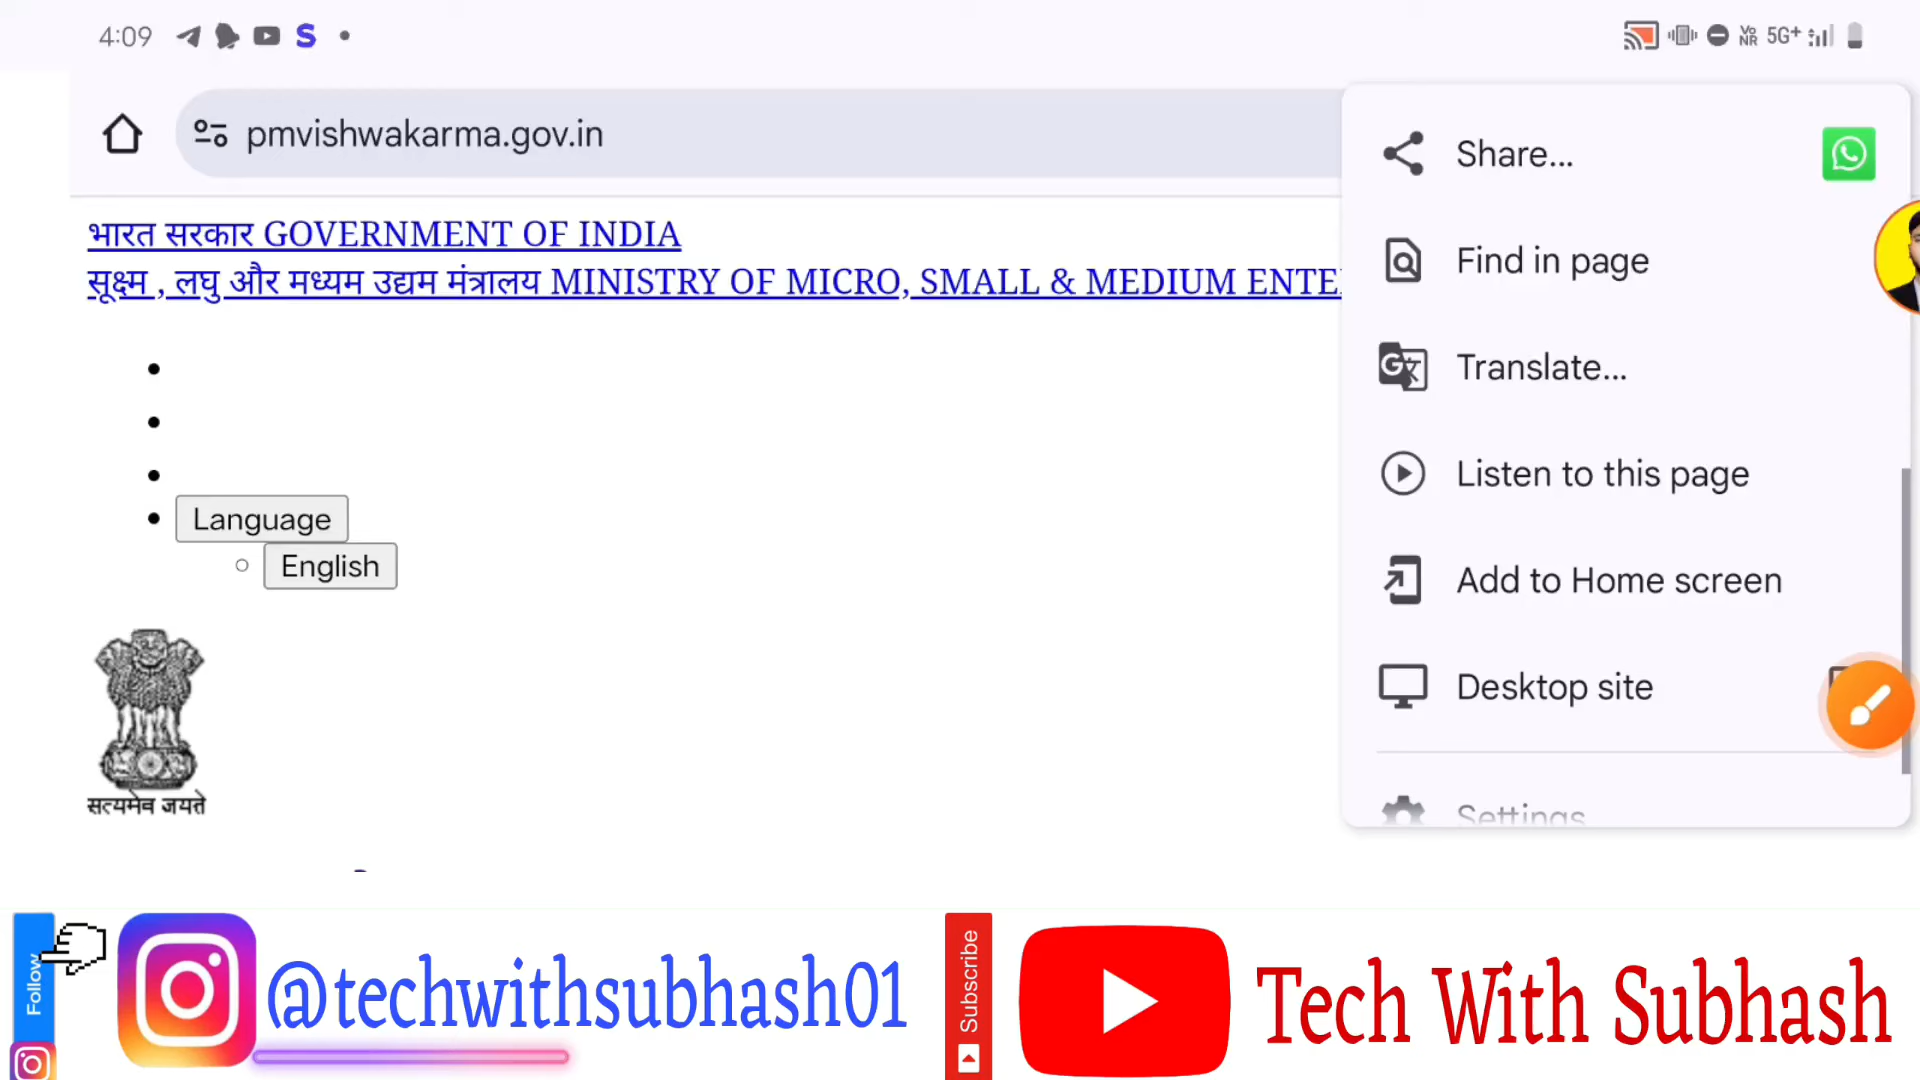 4:09
S
Vo NR 5G+
pmvishwakarma.gov.in
भारत सरकार GOVERNMENT OF INDIA
सूक्ष्म , लघु और मध्यम उद्यम मंत्रालय MINISTRY OF MICRO, SMALL & MEDIUM ENTE
Language
English
सत्यमेव जयते
Share...
Find in page
Translate...
Listen to this page
Add to Home screen
Desktop site
Settings
Follow
@techwithsubhash01
Subscribe
Tech With Subhash